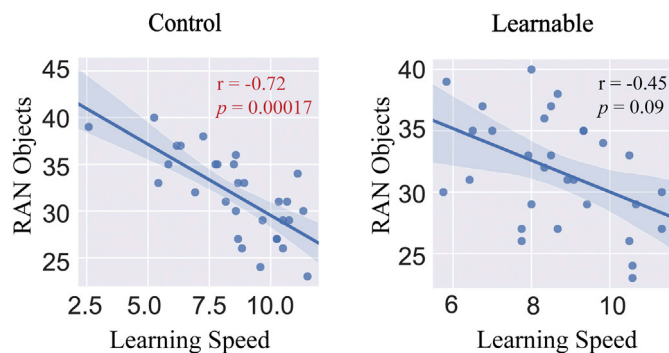 Control
RAN Objects
45
40
35
30
25
r = -0.72
p = 0.00017
2.5
5.0
7.5
10.0
Learning Speed
Learnable
RAN Objects
40
35
30
25
r = -0.45
p = 0.09
6
8
10
Learning Speed